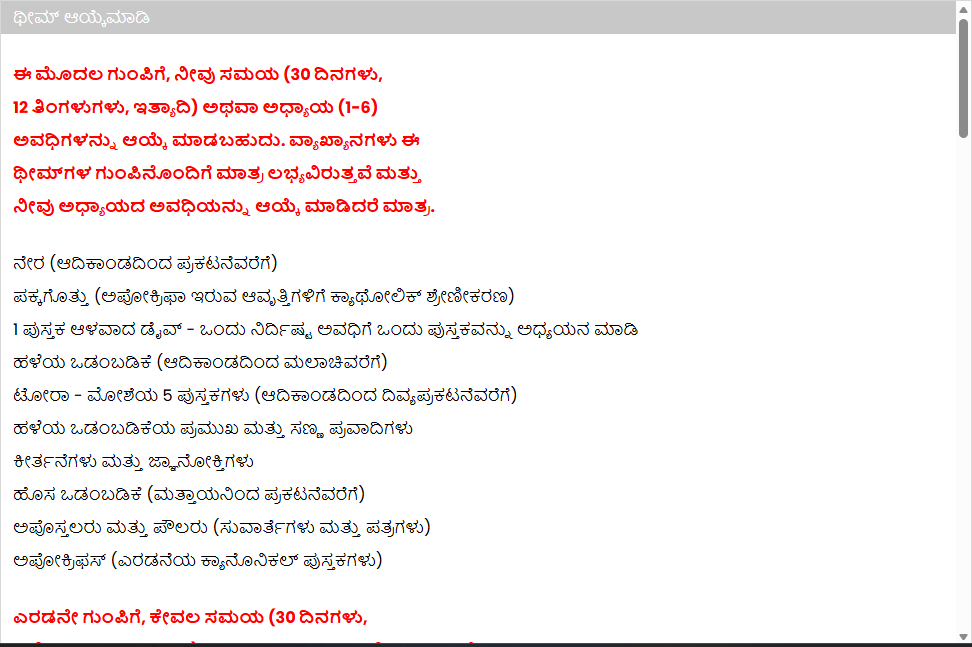 ಥೀಮ್ ಆಯ್ಕೆಮಾಡಿ
ಈ ಮೊದಲ ಗುಂಪಿಗೆ, ನೀವು ಸಮಯ (30 ದಿನಗಳು,
12 ತಿಂಗಳುಗಳು, ಇತ್ಯಾದಿ) ಅಥವಾ ಅಧ್ಯಾಯ (1-6)
ಅವಧಿಗಳನ್ನು ಆಯ್ಕೆ ಮಾಡಬಹುದು. ವ್ಯಾಖ್ಯಾನಗಳು ಈ
ಥೀಮ್‌ಗಳ ಗುಂಪಿನೊಂದಿಗೆ ಮಾತ್ರ ಲಭ್ಯವಿರುತ್ತವೆ ಮತ್ತು
ನೀವು ಅಧ್ಯಾಯದ ಅವಧಿಯನ್ನು ಆಯ್ಕೆ ಮಾಡಿದರೆ ಮಾತ್ರ.
ನೇರ (ಆದಿಕಾಂಡದಿಂದ ಪ್ರಕಟನೆವರೆಗೆ)
ಪಕ್ಕಗೊತ್ತು (ಅಪೋಕ್ರಿಫಾ ಇರುವ ಆವೃತ್ತಿಗಳಿಗೆ ಕ್ಯಾಥೋಲಿಕ್ ಶ್ರೇಣೀಕರಣ)
1 ಪುಸ್ತಕ ಆಳವಾದ ಡೈವ್ - ಒಂದು ನಿರ್ದಿಷ್ಟ ಅವಧಿಗೆ ಒಂದು ಪುಸ್ತಕವನ್ನು ಅಧ್ಯಯನ ಮಾಡಿ
ಹಳೆಯ ಒಡಂಬಡಿಕೆ (ಆದಿಕಾಂಡದಿಂದ ಮಲಾಚಿವರೆಗೆ)
ಟೋರಾ - ಮೋಶೆಯ 5 ಪುಸ್ತಕಗಳು (ಆದಿಕಾಂಡದಿಂದ ದಿವ್ಯಪ್ರಕಟನೆವರೆಗೆ)
ಹಳೆಯ ಒಡಂಬಡಿಕೆಯ ಪ್ರಮುಖ ಮತ್ತು ಸಣ್ಣ ಪ್ರವಾದಿಗಳು
ಕೀರ್ತನೆಗಳು ಮತ್ತು ಜ್ಞಾನೋಕ್ತಿಗಳು
ಹೊಸ ಒಡಂಬಡಿಕೆ (ಮತ್ತಾಯನಿಂದ ಪ್ರಕಟನೆವರೆಗೆ)
ಅಪೊಸ್ತಲರು ಮತ್ತು ಪೌಲರು (ಸುವಾರ್ತೆಗಳು ಮತ್ತು ಪತ್ರಗಳು)
ಅಪೋಕ್ರಿಫಸ್ (ಎರಡನೆಯ ಕ್ಯಾನೊನಿಕಲ್ ಪುಸ್ತಕಗಳು)
ಎರಡನೇ ಗುಂಪಿಗೆ, ಕೇವಲ ಸಮಯ (30 ದಿನಗಳು,